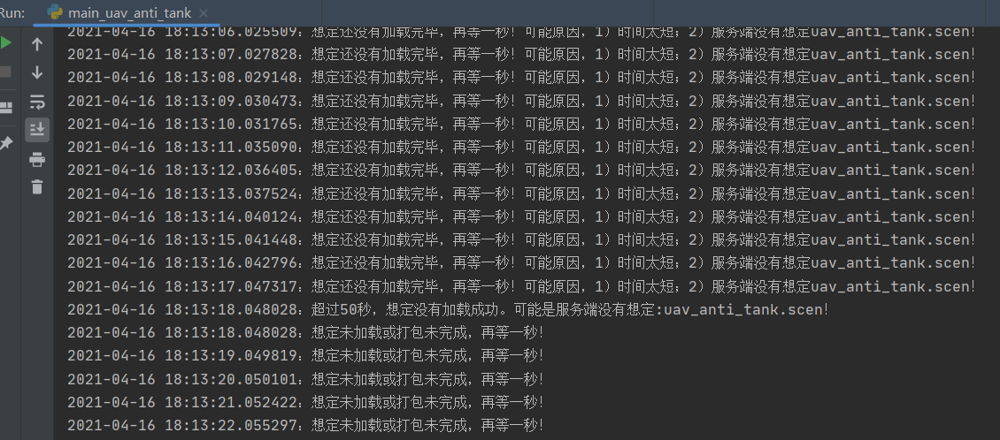 Run: main_uav_anti_tank
2021-04-16 18:13:06.025509：想定还没有加载完毕，再等一秒！可能原因，1）时间太短；2）服务端没有想定uav_anti_tank.scen！
2021-04-16 18:13:07.027828：想定还没有加载完毕，再等一秒！可能原因，1）时间太短；2）服务端没有想定uav_anti_tank.scen！
2021-04-16 18:13:08.029148：想定还没有加载完毕，再等一秒！可能原因，1）时间太短；2）服务端没有想定uav_anti_tank.scen！
2021-04-16 18:13:09.030473：想定还没有加载完毕，再等一秒！可能原因，1）时间太短；2）服务端没有想定uav_anti_tank.scen！
2021-04-16 18:13:10.031765：想定还没有加载完毕，再等一秒！可能原因，1）时间太短；2）服务端没有想定uav_anti_tank.scen！
2021-04-16 18:13:11.035090：想定还没有加载完毕，再等一秒！可能原因，1）时间太短；2）服务端没有想定uav_anti_tank.scen！
2021-04-16 18:13:12.036405：想定还没有加载完毕，再等一秒！可能原因，1）时间太短；2）服务端没有想定uav_anti_tank.scen！
2021-04-16 18:13:13.037524：想定还没有加载完毕，再等一秒！可能原因，1）时间太短；2）服务端没有想定uav_anti_tank.scen！
2021-04-16 18:13:14.040124：想定还没有加载完毕，再等一秒！可能原因，1）时间太短；2）服务端没有想定uav_anti_tank.scen！
2021-04-16 18:13:15.041448：想定还没有加载完毕，再等一秒！可能原因，1）时间太短；2）服务端没有想定uav_anti_tank.scen！
2021-04-16 18:13:16.042796：想定还没有加载完毕，再等一秒！可能原因，1）时间太短；2）服务端没有想定uav_anti_tank.scen！
2021-04-16 18:13:17.047317：想定还没有加载完毕，再等一秒！可能原因，1）时间太短；2）服务端没有想定uav_anti_tank.scen！
2021-04-16 18:13:18.048028：超过50秒，想定没有加载成功。可能是服务端没有想定:uav_anti_tank.scen！
2021-04-16 18:13:18.048028：想定未加载或打包未完成，再等一秒！
2021-04-16 18:13:19.049819：想定未加载或打包未完成，再等一秒！
2021-04-16 18:13:20.050101：想定未加载或打包未完成，再等一秒！
2021-04-16 18:13:21.052422：想定未加载或打包未完成，再等一秒！
2021-04-16 18:13:22.055297：想定未加载或打包未完成，再等一秒！